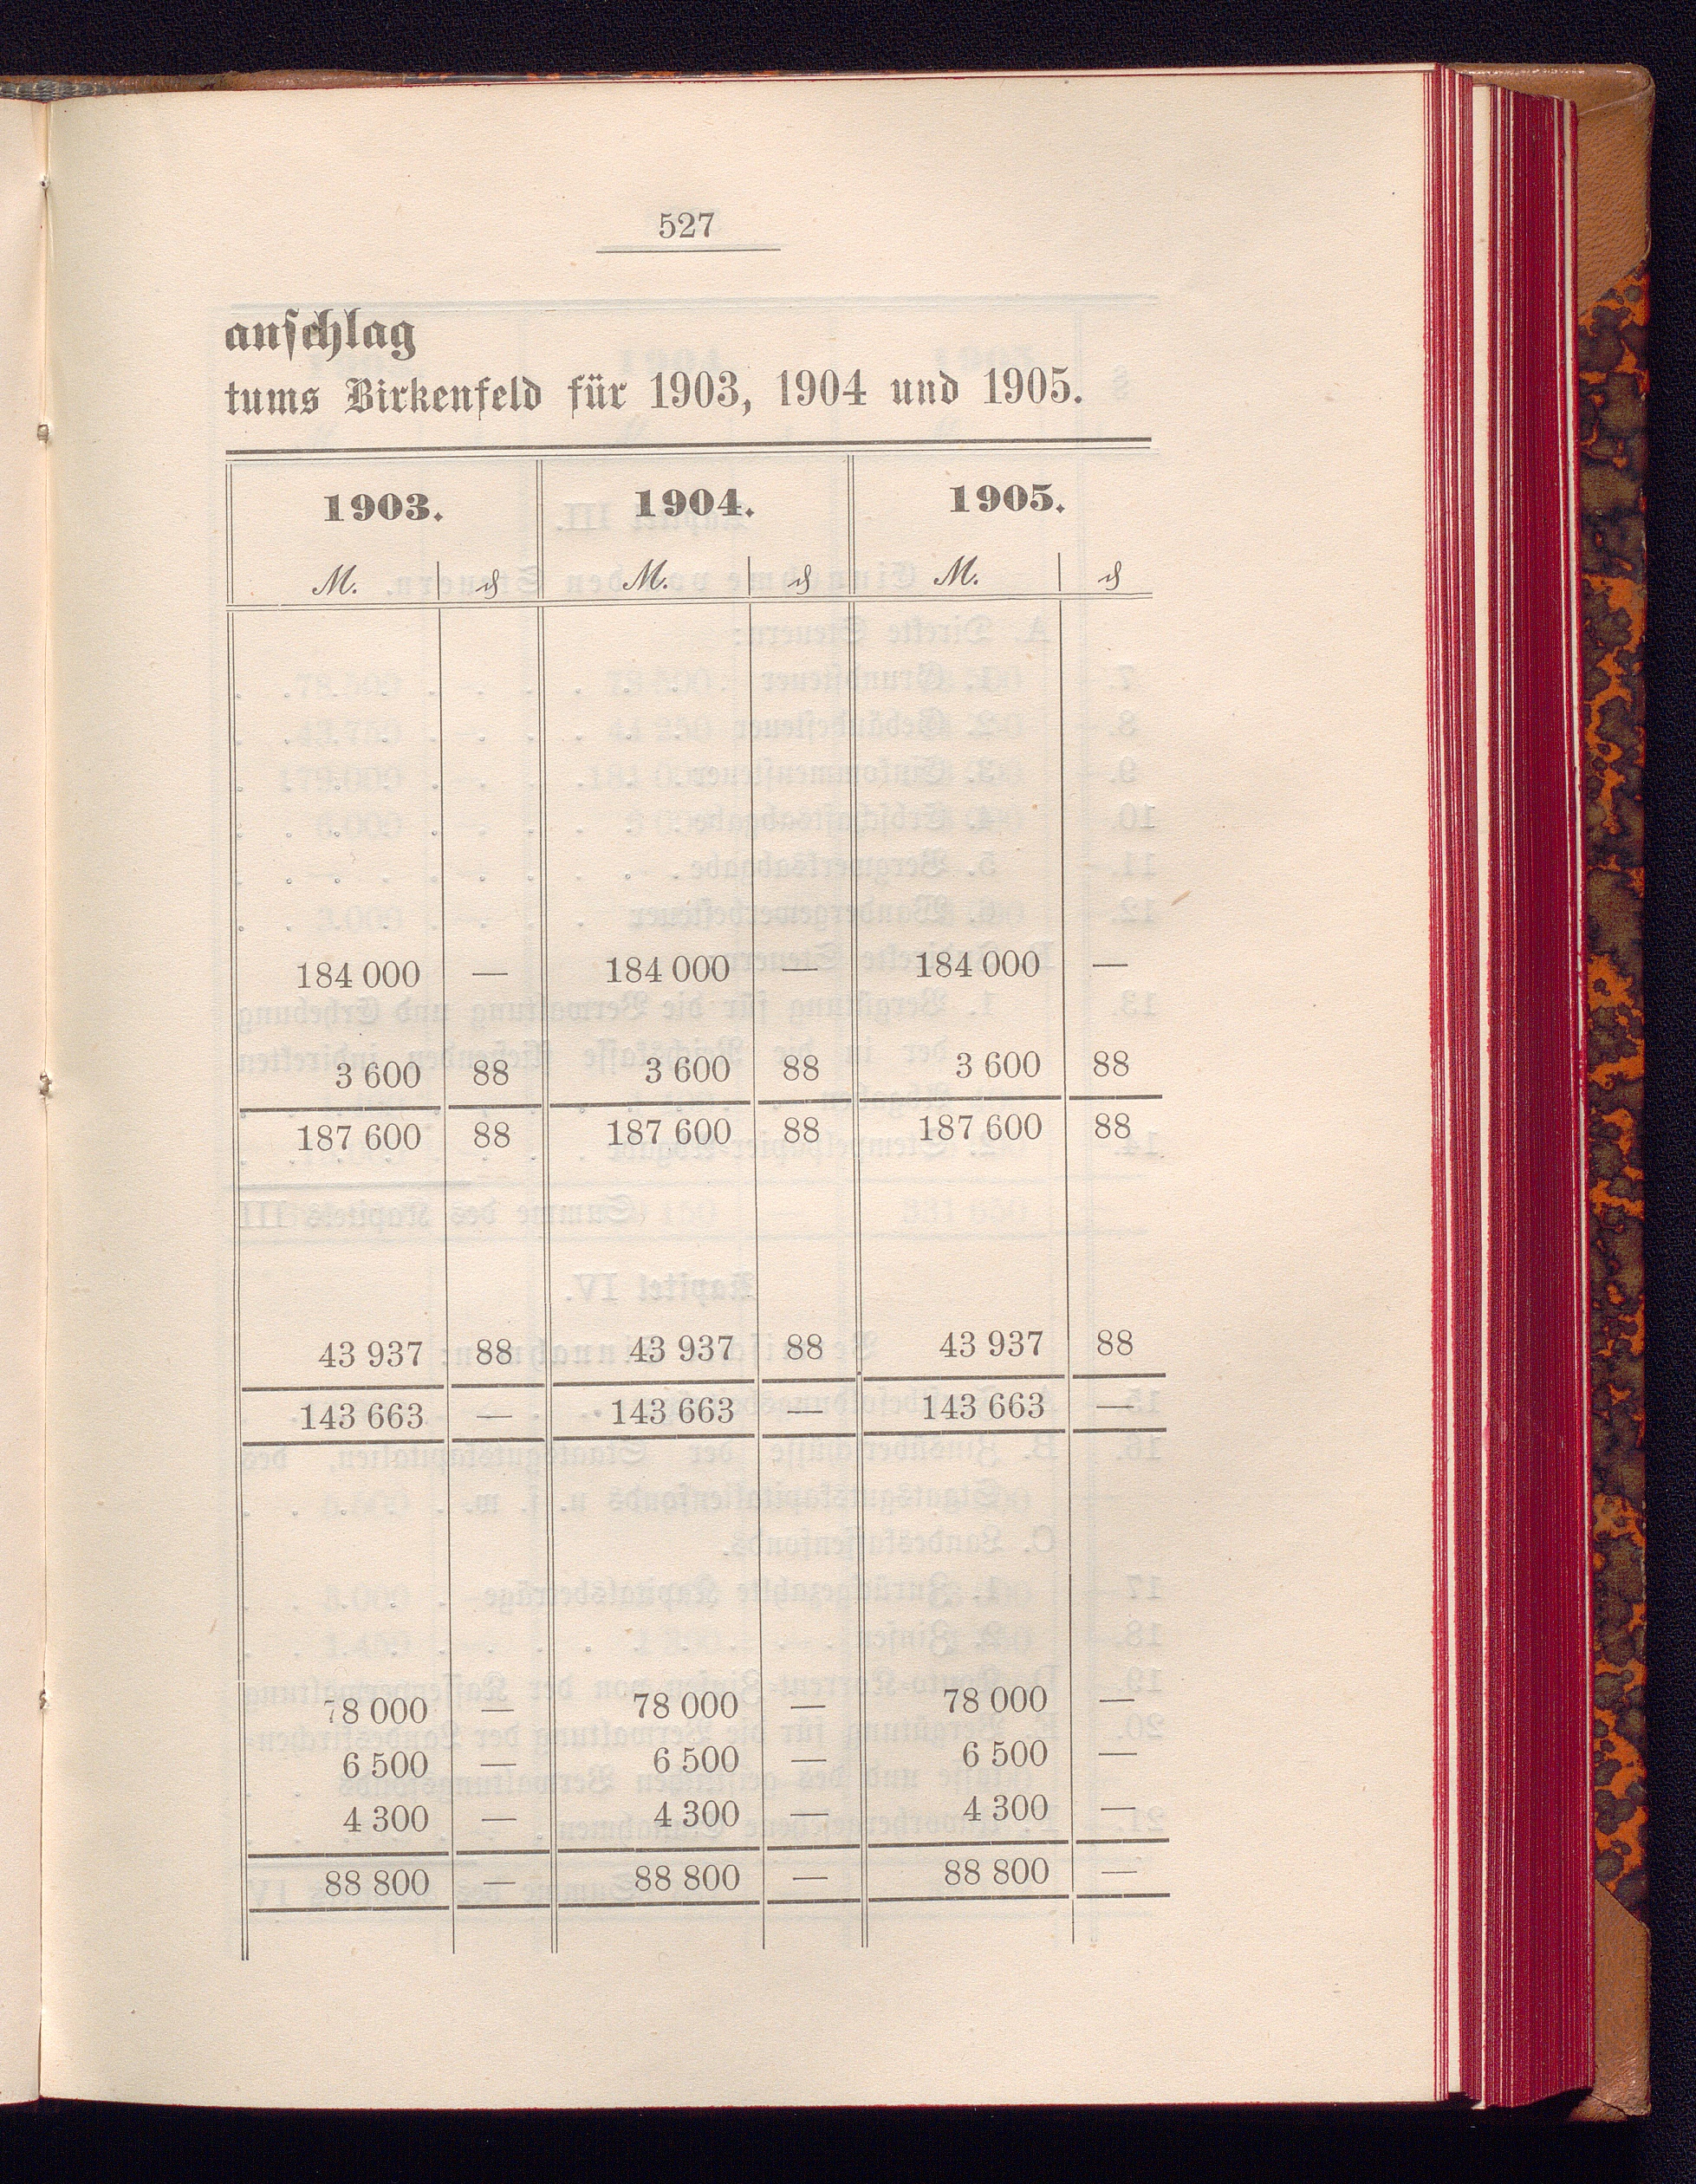 527
anschlag
tums Birkenfeld für 1903, 1904 und 1905.
1903. 1904. 1905.
M. ₰ M. ₰ M. ₰
184 000 — 184 000 — 184 000 —
3 600 88 3 600 88 3 600 88
187 600 88 187 600 88 187 600 88
43 937 88 43 937 88 43 937 88
143 663 — 143 663 — 143 663 —
78 000 — 78 000 — 78 000 —
6 500 — 6 500 — 6 500 —
4 300 — 4 300 — 4 300 —
88 800 — 88 800 — 88 800 —